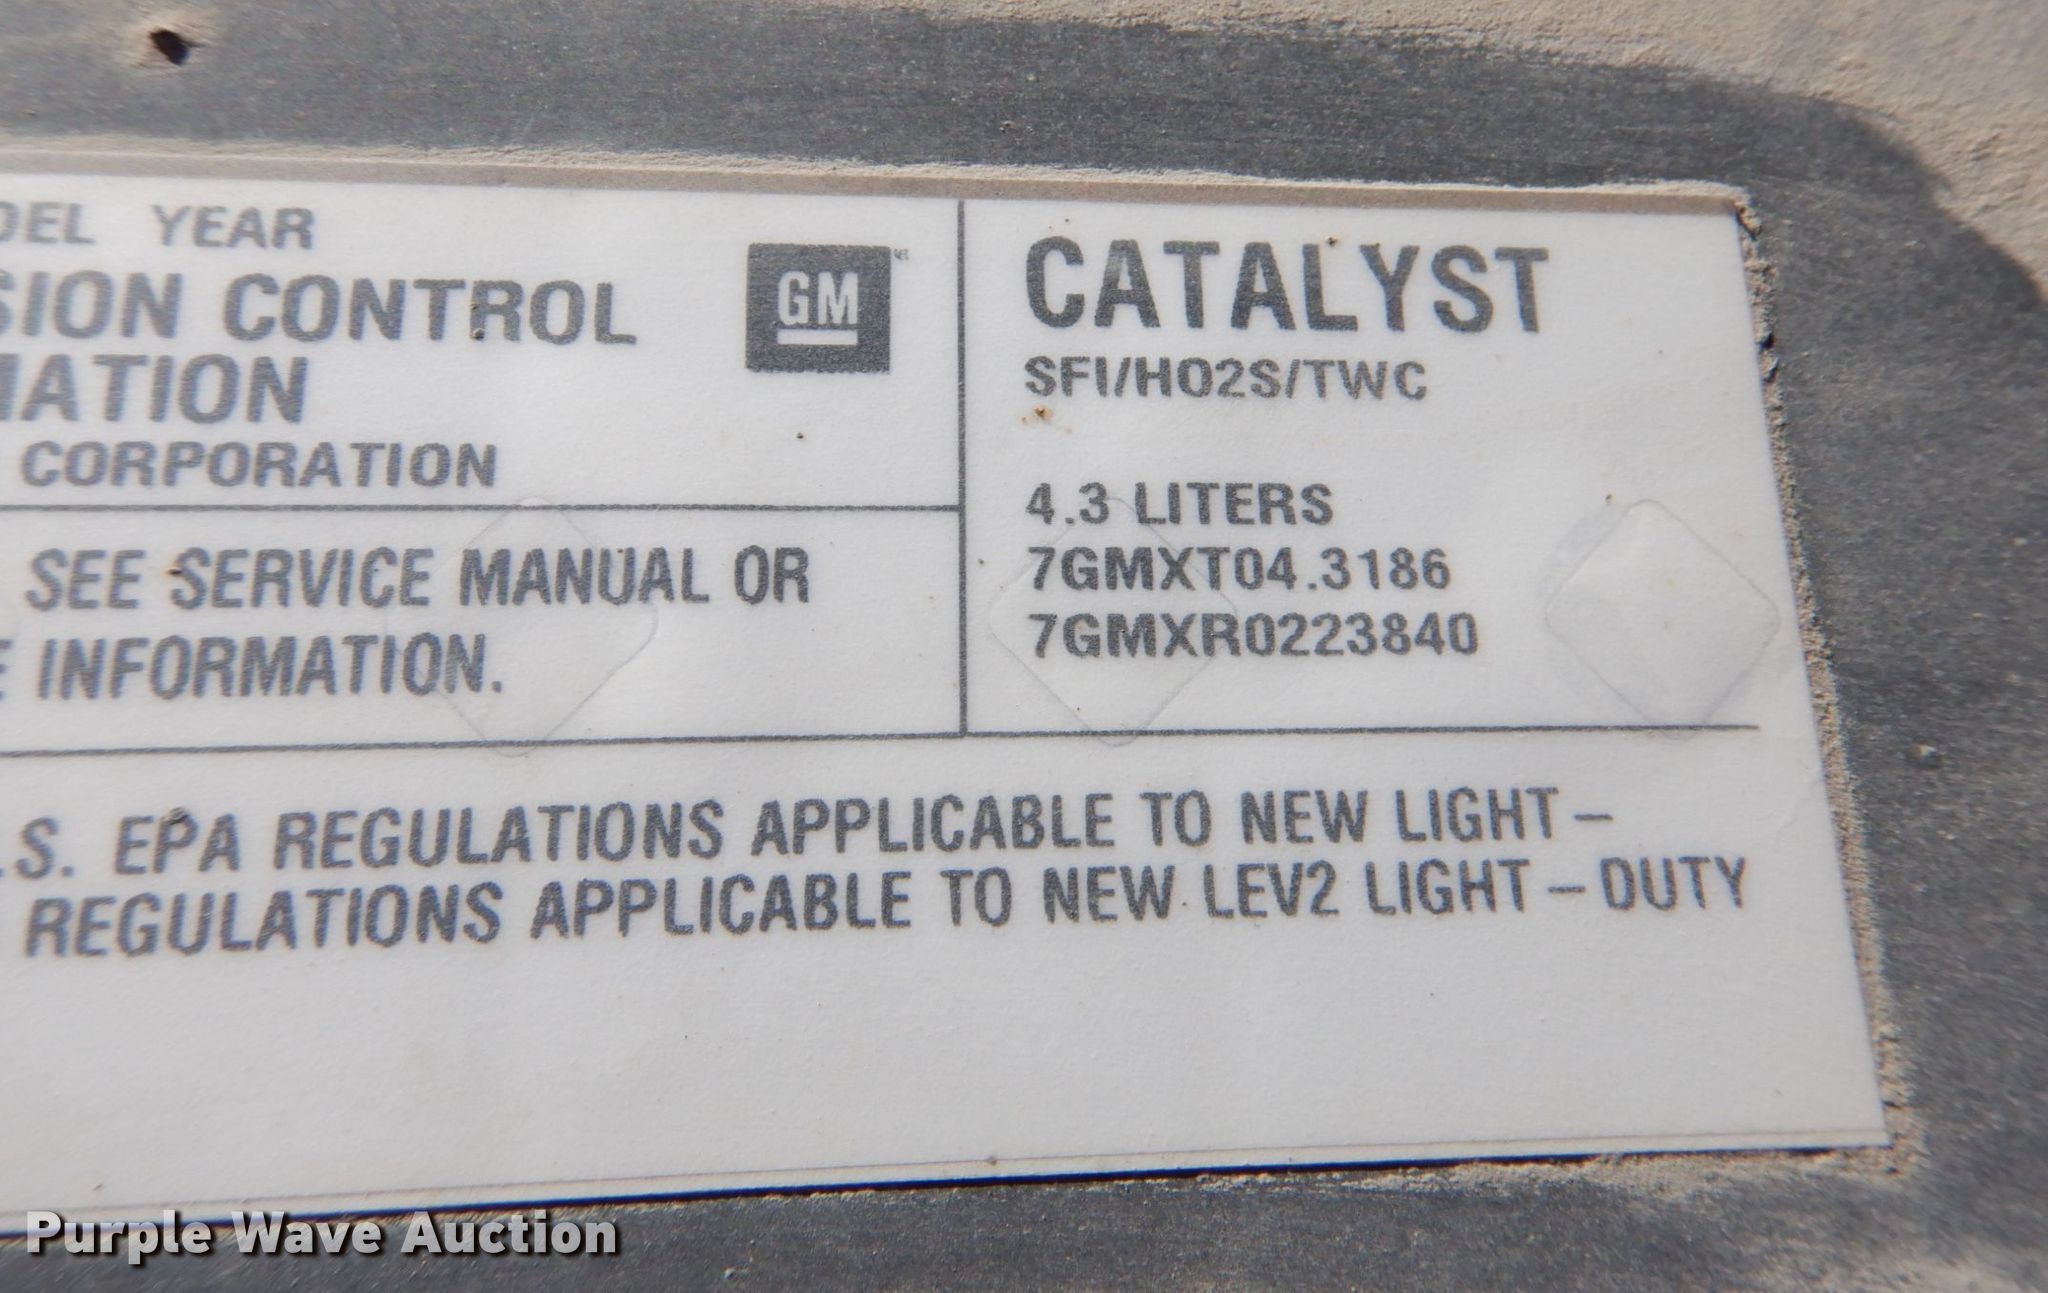 DEL YEAR
SION CONTROL
MATION
CORPORATION
GM
CATALYST
SFI/HO2S/TWC
4.3 LITERS
7GMXT04.3186
7GMXR0223840
SEE SERVICE MANUAL OR
E INFORMATION.
.S. EPA REGULATIONS APPLICABLE TO NEW LIGHT-
REGULATIONS APPLICABLE TO NEW LEV2 LIGHT-DUTY
Purple Wave Auction